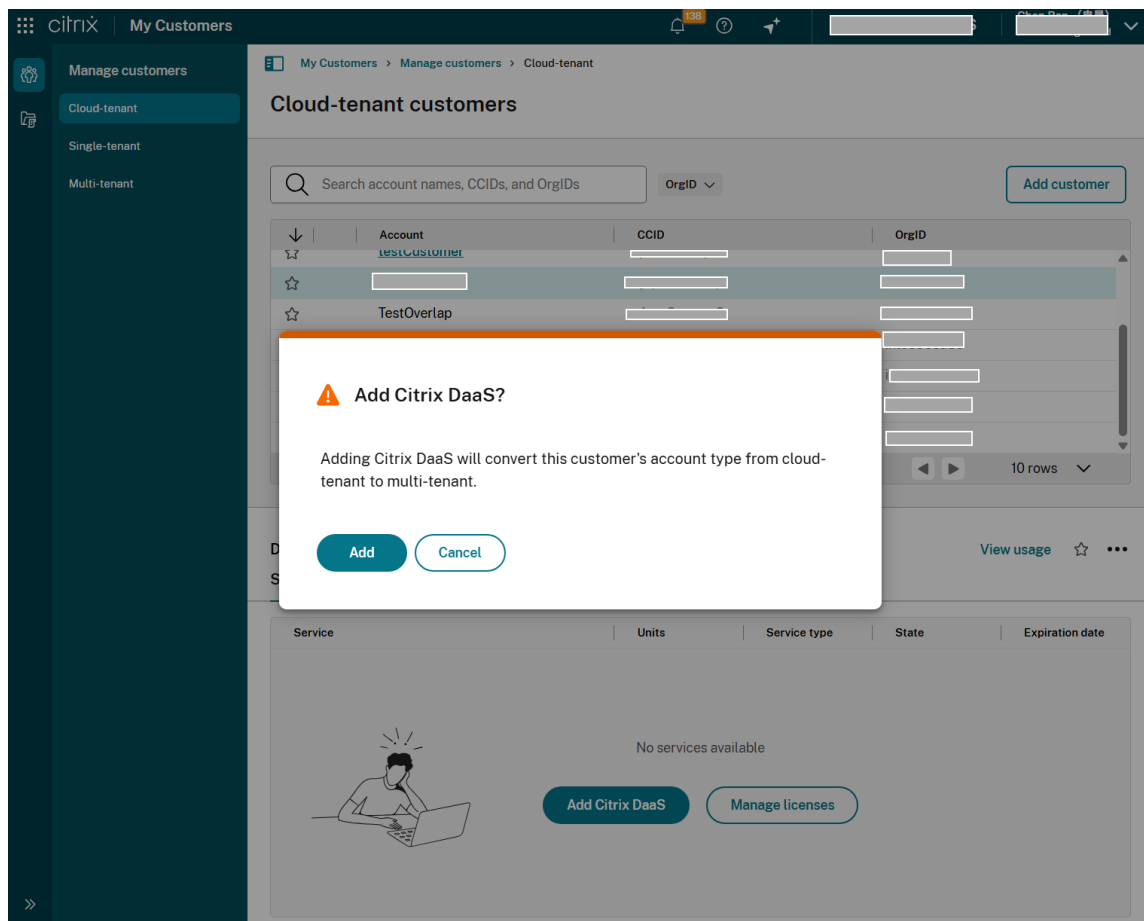 citrix My Customers 138
Manage customers
Cloud-tenant
Single-tenant
Multi-tenant
My Customers > Manage customers > Cloud-tenant
Cloud-tenant customers
Search account names, CCIDs, and OrgIDs OrgID Add customer
Account CCID OrgID
testCustomer
TestOverlap
Add Citrix DaaS?
Adding Citrix DaaS will convert this customer's account type from cloud-
tenant to multi-tenant.
Add Cancel
10 rows
D View usage
S
Service Units Service type State Expiration date
No services available
Add Citrix DaaS Manage licenses